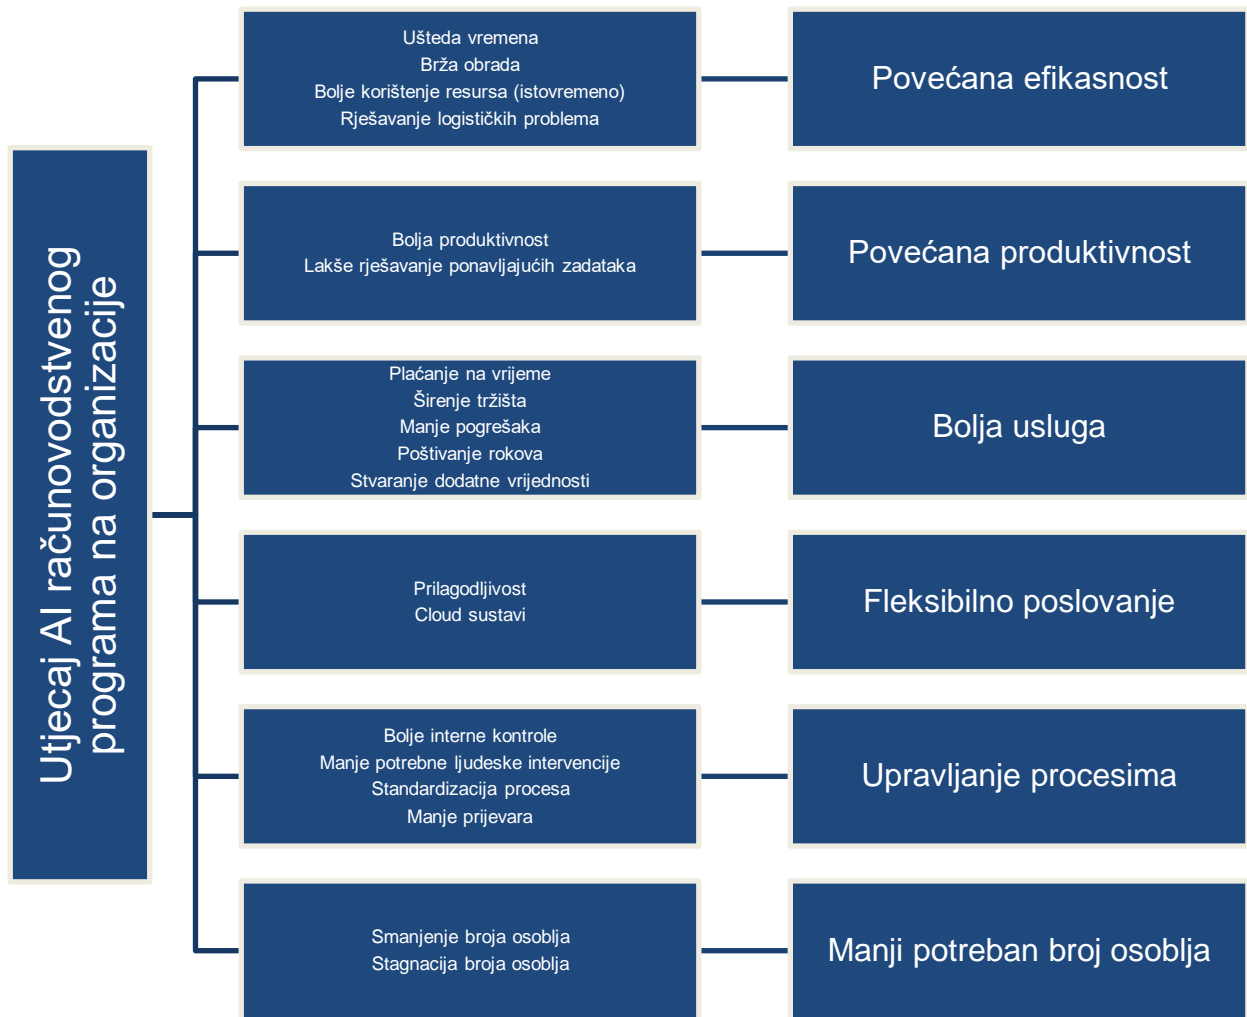 Utjecaj AI računovodstvenog
programa na organizacije
Ušteda vremena
Brža obrada
Bolje korištenje resursa (istovremeno)
Rješavanje logističkih problema
Povećana efikasnost
Bolja produktivnost
Lakše rješavanje ponavljajućih zadataka
Povećana produktivnost
Plaćanje na vrijeme
Širenje tržišta
Manje pogrešaka
Poštivanje rokova
Stvaranje dodatne vrijednosti
Bolja usluga
Prilagodljivost
Cloud sustavi
Fleksibilno poslovanje
Bolje interne kontrole
Manje potrebne ljudeske intervencije
Standardizacija procesa
Manje prijevara
Upravljanje procesima
Smanjenje broja osoblja
Stagnacija broja osoblja
Manji potreban broj osoblja